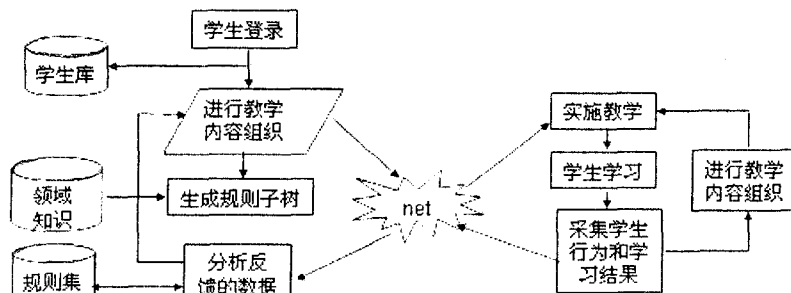 学生登录
学生库
进行教学
内容组织
领域
知识
生成规则子树
规则集
分析反
馈的数据
net
实施教学
学生学习
采集学生
行为和学
习结果
进行教学
内容组织